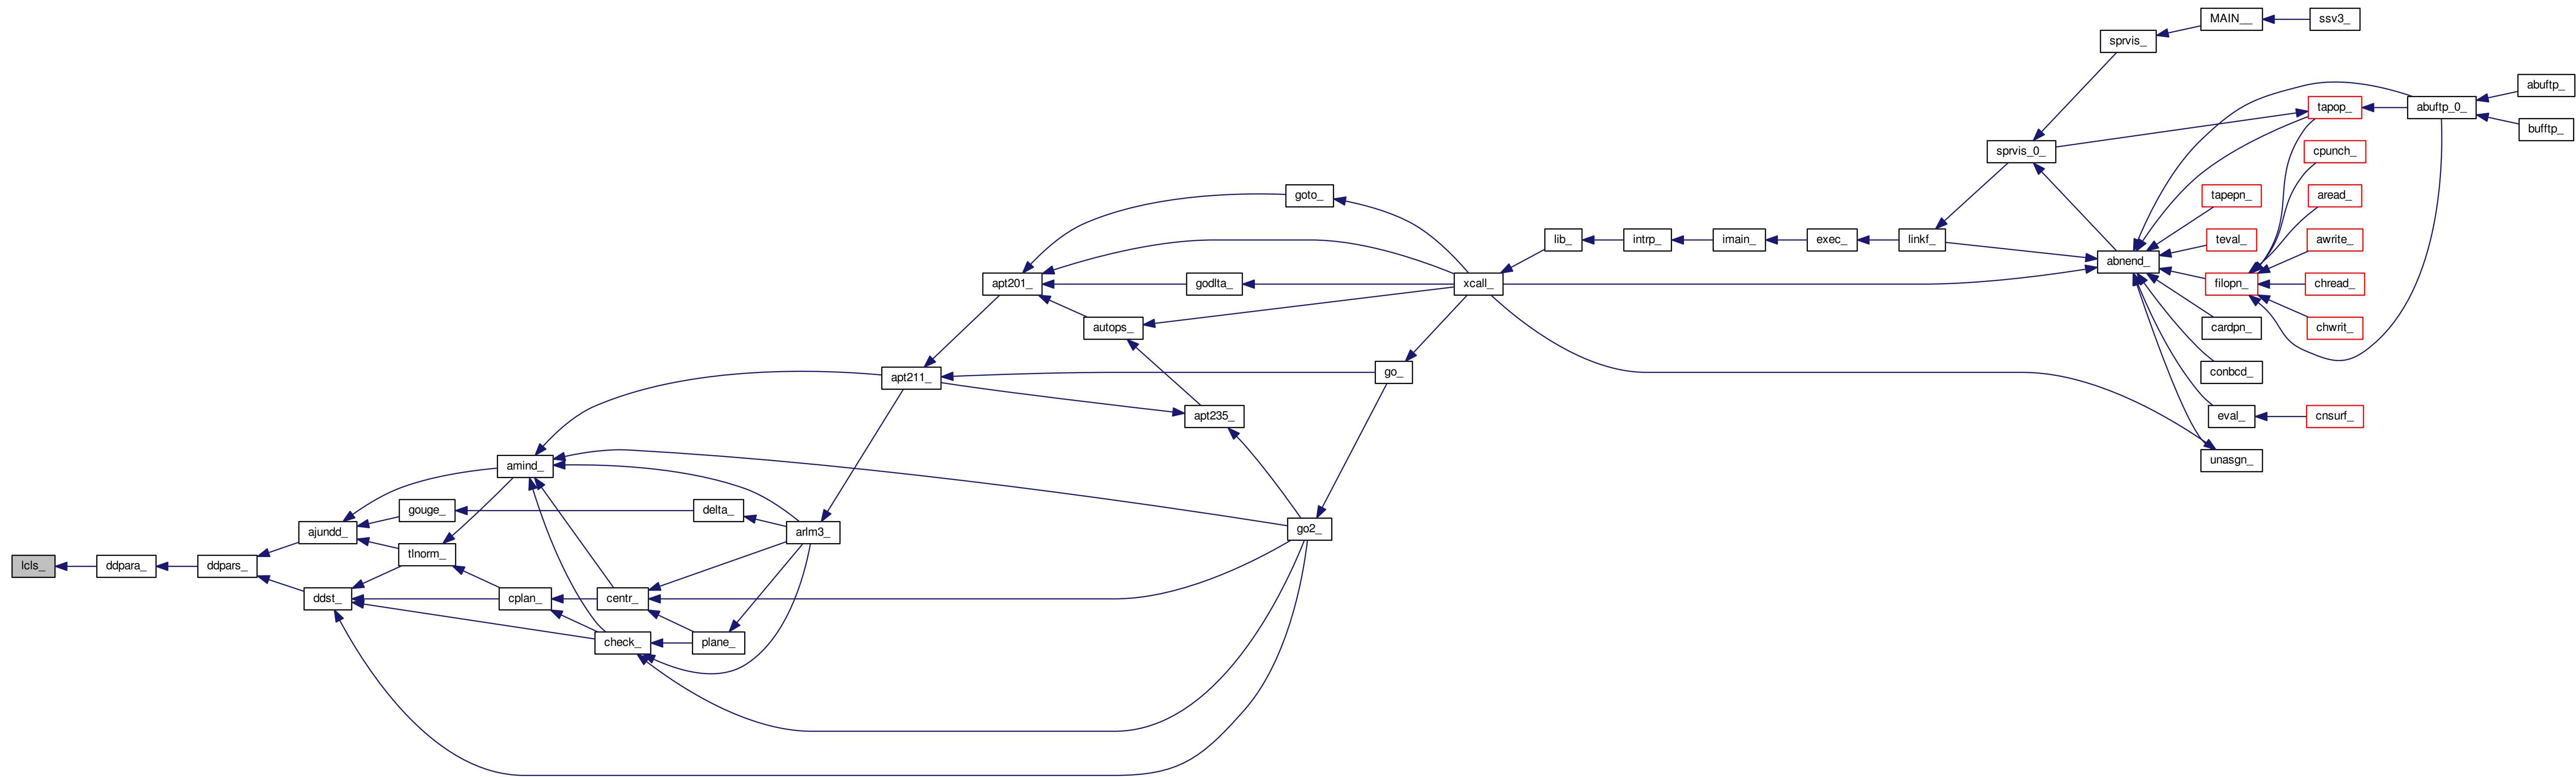 MAIN__
ssv3_
sprvis_
abuftp_
tapop_
abuftp_0_
bufftp_
sprvis_0_
cpunch_
goto_
tapepn_
aread_
lib_
intrp_
imain_
exec_
linkf_
teval_
awrite_
abnend_
apt201_
godlta_
xcall_
filopn_
chread_
autops_
cardpn_
chwrit_
apt211_
go_
conbcd_
apt235_
eval_
cnsurf_
amind_
unasgn_
gouge_
delta_
ajundd_
arlm3_
go2_
tlnorm_
lcls_
ddpara_
ddpars_
ddst_
cplan_
centr_
check_
plane_